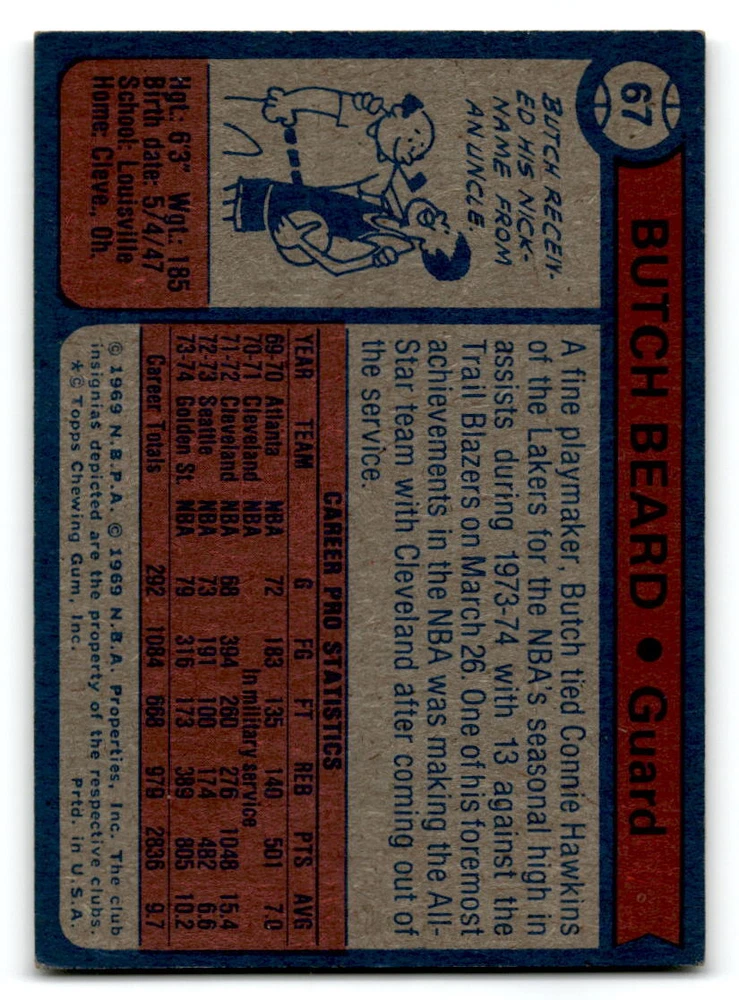 67
BUTCH BEARD • Guard
BUTCH RECEIV-
ED HIS NICK-
NAME FROM
AN UNCLE.
Hgt.: 6'3" Wgt.: 185
Birth date: 5/4/47
School: Louisville
Home: Cleve., Oh.
A fine playmaker, Butch tied Connie Hawkins
of the Lakers for the NBA's seasonal high in
assists during 1973-74 with 13 against the
Trail Blazers on March 26. One of his foremost
achievements in the NBA was making the All-
Star team with Cleveland after coming out of
the service.
CAREER PRO STATISTICS
YEAR TEAM G FG FT REB PTS AVG
69-70 Atlanta NBA 72 183 135 140 501 7.0
70-71 Cleveland NBA In military service
71-72 Cleveland NBA 68 394 260 276 1048 15.4
72-73 Seattle NBA 73 191 100 174 482 6.6
73-74 Golden St. NBA 79 316 173 389 805 10.2
Career Totals 292 1084 668 979 2836 9.7
© 1969 N.B.P.A. © 1969 N.B.A. Properties, Inc. The club
insignias depicted are the property of the respective clubs.
*© Topps Chewing Gum, Inc. Prtd. in U.S.A.